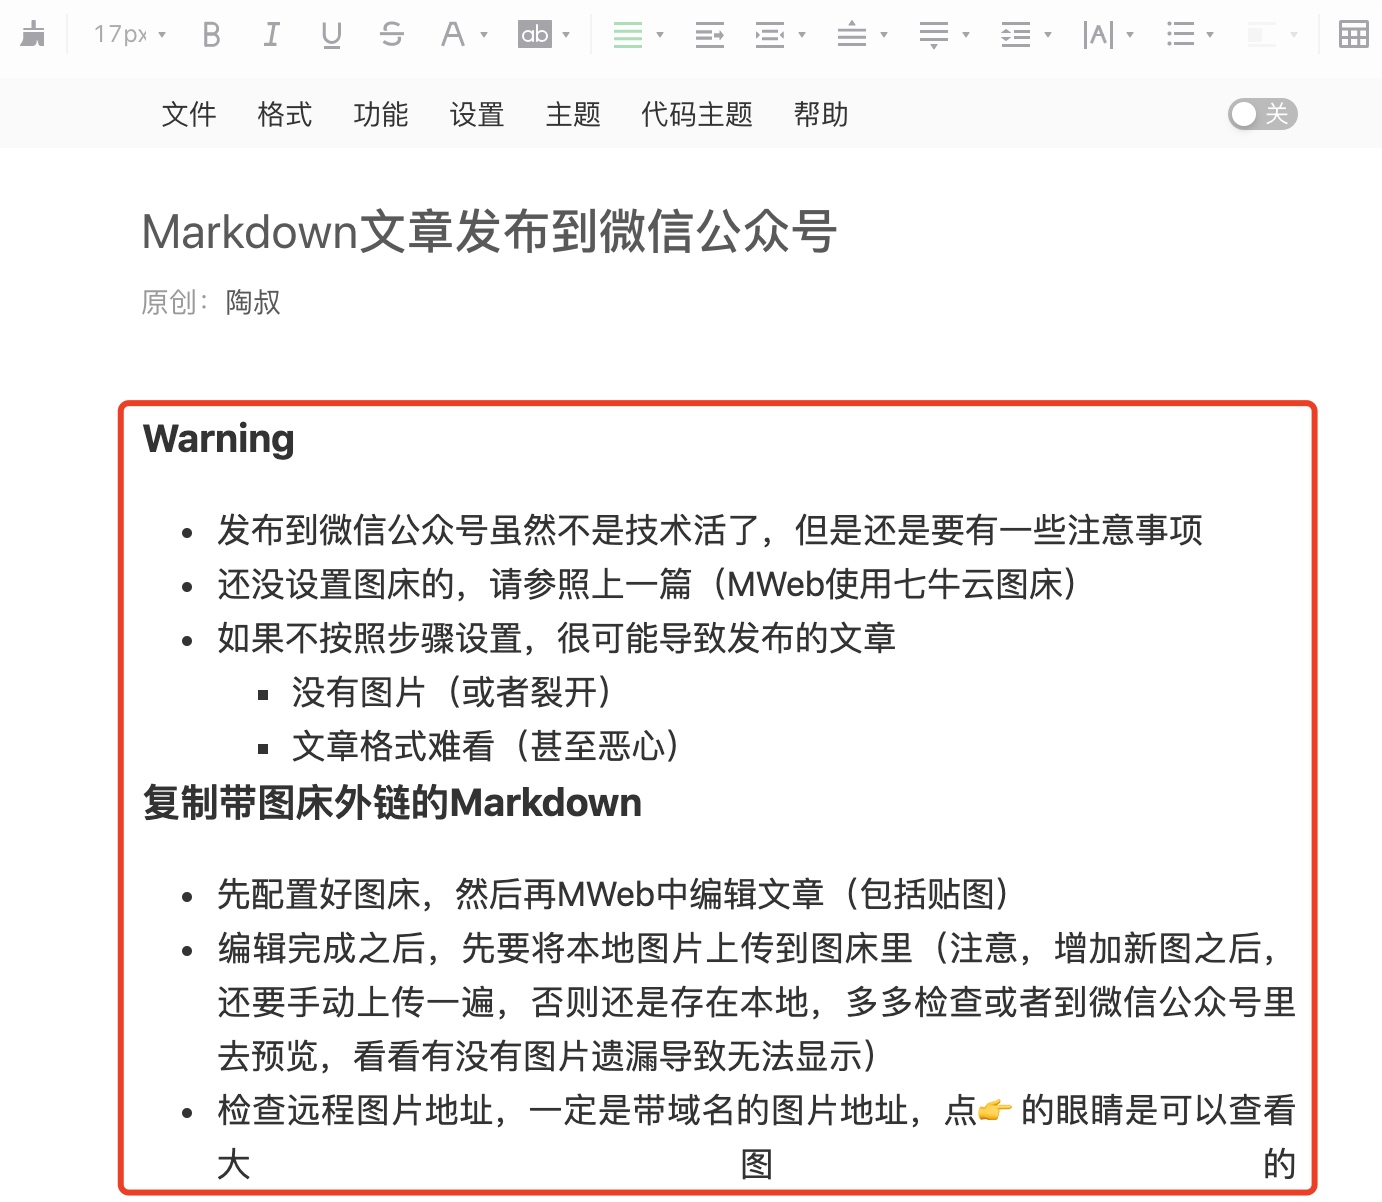 17px B I U S A ab |A|
文件 格式 功能 设置 主题 代码主题 帮助 关
Markdown文章发布到微信公众号
原创：陶叔
Warning
• 发布到微信公众号虽然不是技术活了，但是还是要有一些注意事项
• 还没设置图床的，请参照上一篇（MWeb使用七牛云图床）
• 如果不按照步骤设置，很可能导致发布的文章
▪ 没有图片（或者裂开）
▪ 文章格式难看（甚至恶心）
复制带图床外链的Markdown
• 先配置好图床，然后再MWeb中编辑文章（包括贴图）
• 编辑完成之后，先要将本地图片上传到图床里（注意，增加新图之后，
还要手动上传一遍，否则还是存在本地，多多检查或者到微信公众号里
去预览，看看有没有图片遗漏导致无法显示）
• 检查远程图片地址，一定是带域名的图片地址，点👉 的眼睛是可以查看
大 图 的